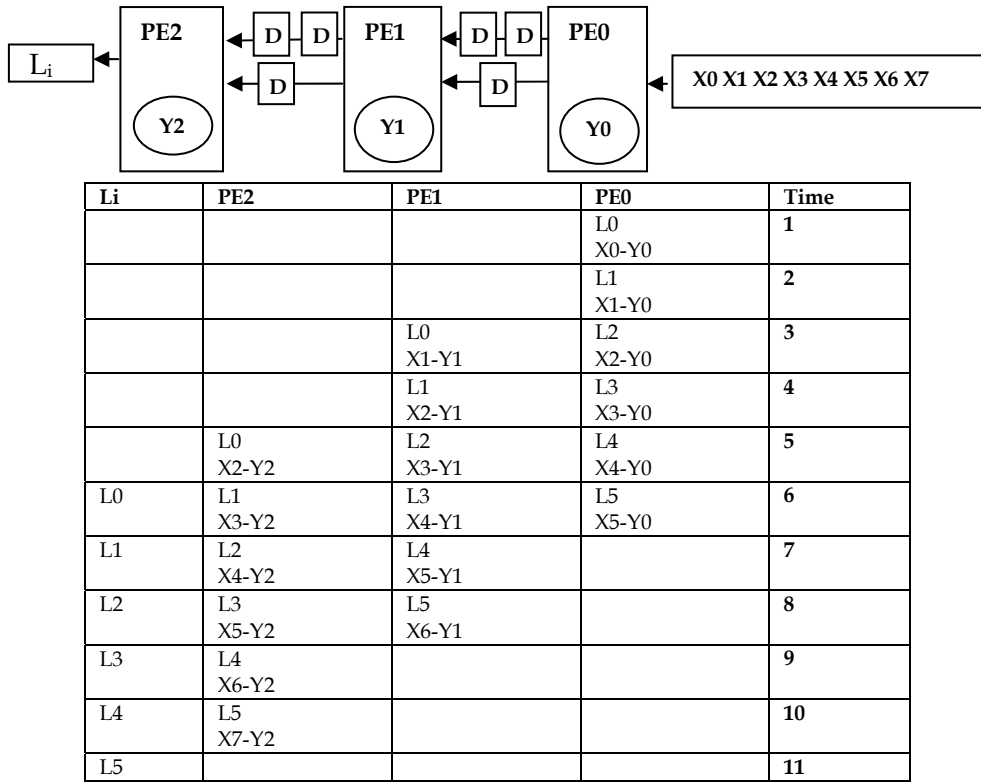 PE2 D D PE1 D D PE0
Li
D D
X0 X1 X2 X3 X4 X5 X6 X7
Y2 Y1 Y0
Li PE2 PE1 PE0 Time
L0 1
X0-Y0
L1 2
X1-Y0
L0 L2 3
X1-Y1 X2-Y0
L1 L3 4
X2-Y1 X3-Y0
L0 L2 L4 5
X2-Y2 X3-Y1 X4-Y0
L0 L1 L3 L5 6
X3-Y2 X4-Y1 X5-Y0
L1 L2 L4 7
X4-Y2 X5-Y1
L2 L3 L5 8
X5-Y2 X6-Y1
L3 L4 9
X6-Y2
L4 L5 10
X7-Y2
L5 11